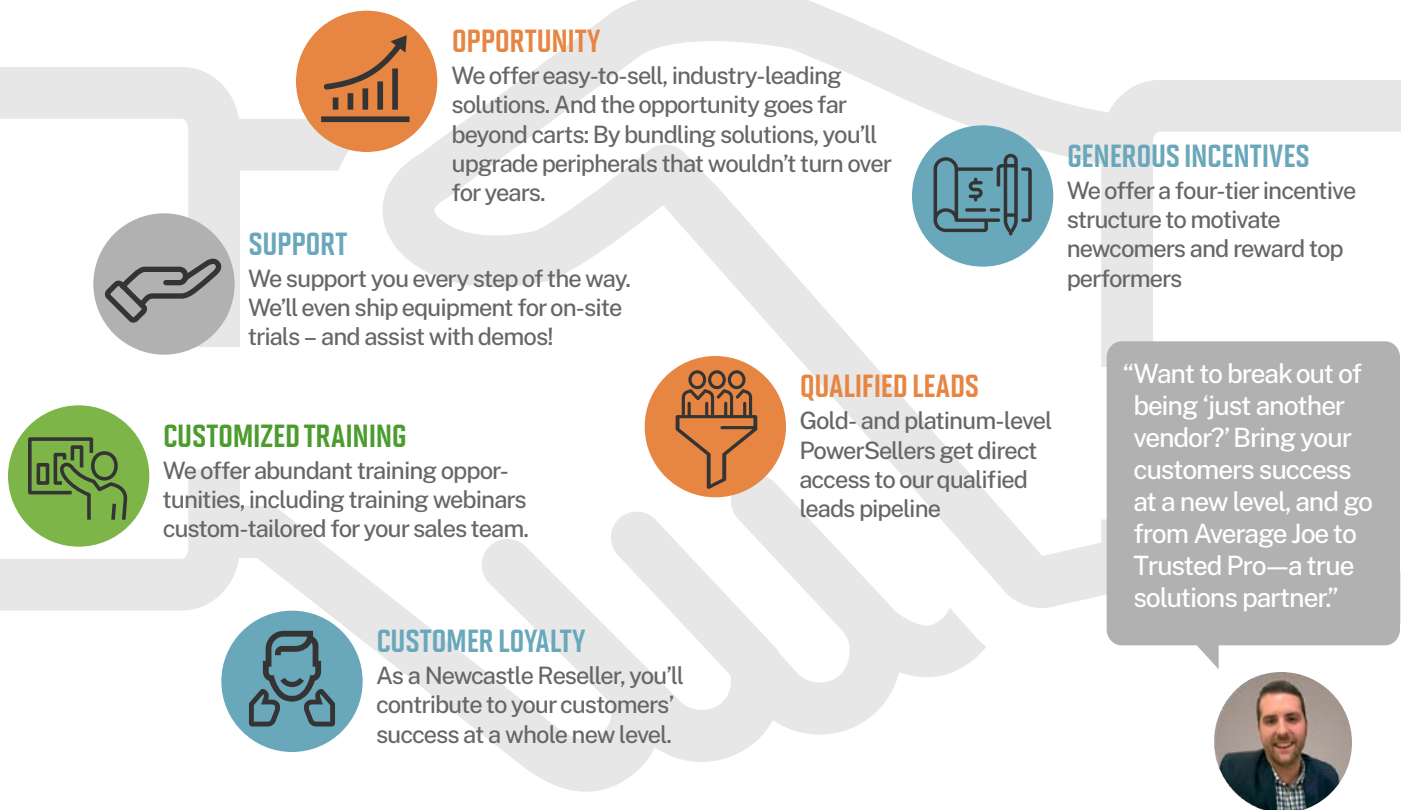 OPPORTUNITY
We offer easy-to-sell, industry-leading
solutions. And the opportunity goes far
beyond carts: By bundling solutions, you’ll
upgrade peripherals that wouldn’t turn over
for years.
GENEROUS INCENTIVES
We offer a four-tier incentive
structure to motivate
newcomers and reward top
performers
$
SUPPORT
We support you every step of the way.
We’ll even ship equipment for on-site
trials – and assist with demos!
QUALIFIED LEADS
Gold- and platinum-level
PowerSellers get direct
access to our qualified
leads pipeline
CUSTOMIZED TRAINING
We offer abundant training oppor-
tunities, including training webinars
custom-tailored for your sales team.
CUSTOMER LOYALTY
As a Newcastle Reseller, you’ll
contribute to your customers’
success at a whole new level.
“Want to break out of
being ‘just another
vendor?’ Bring your
customers success
at a new level, and go
from Average Joe to
Trusted Pro—a true
solutions partner.”